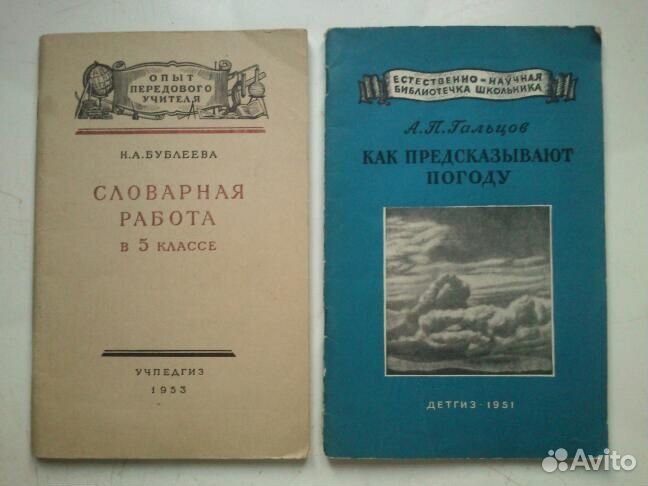 ОПЫТ
ПЕРЕДОВОГО
УЧИТЕЛЯ
Н.А.БУБЛЕЕВА
СЛОВАРНАЯ
РАБОТА
В 5 КЛАССЕ
УЧПЕДГИЗ
1953
ЕСТЕСТВЕННО-НАУЧНАЯ
БИБЛИОТЕЧКА ШКОЛЬНИКА
А.П.Гальцов
КАК ПРЕДСКАЗЫВАЮТ
ПОГОДУ
ДЕТГИЗ-1951
Avito